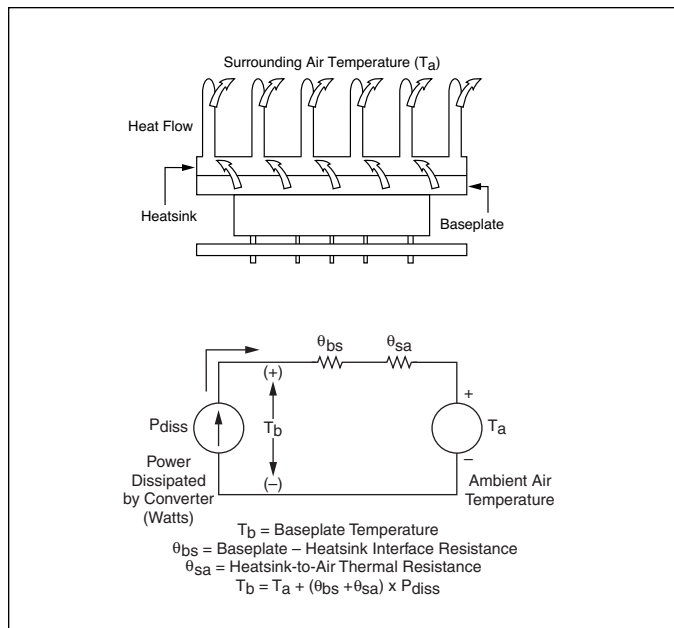 Surrounding Air Temperature (Ta)
Heat Flow
Heatsink
Baseplate
θbs
θsa
(+)
+
Pdiss
Tb
Ta
(–)
–
Power
Dissipated
by Converter
(Watts)
Ambient Air
Temperature
Tb = Baseplate Temperature
θbs = Baseplate – Heatsink Interface Resistance
θsa = Heatsink-to-Air Thermal Resistance
Tb = Ta + (θbs +θsa) x Pdiss